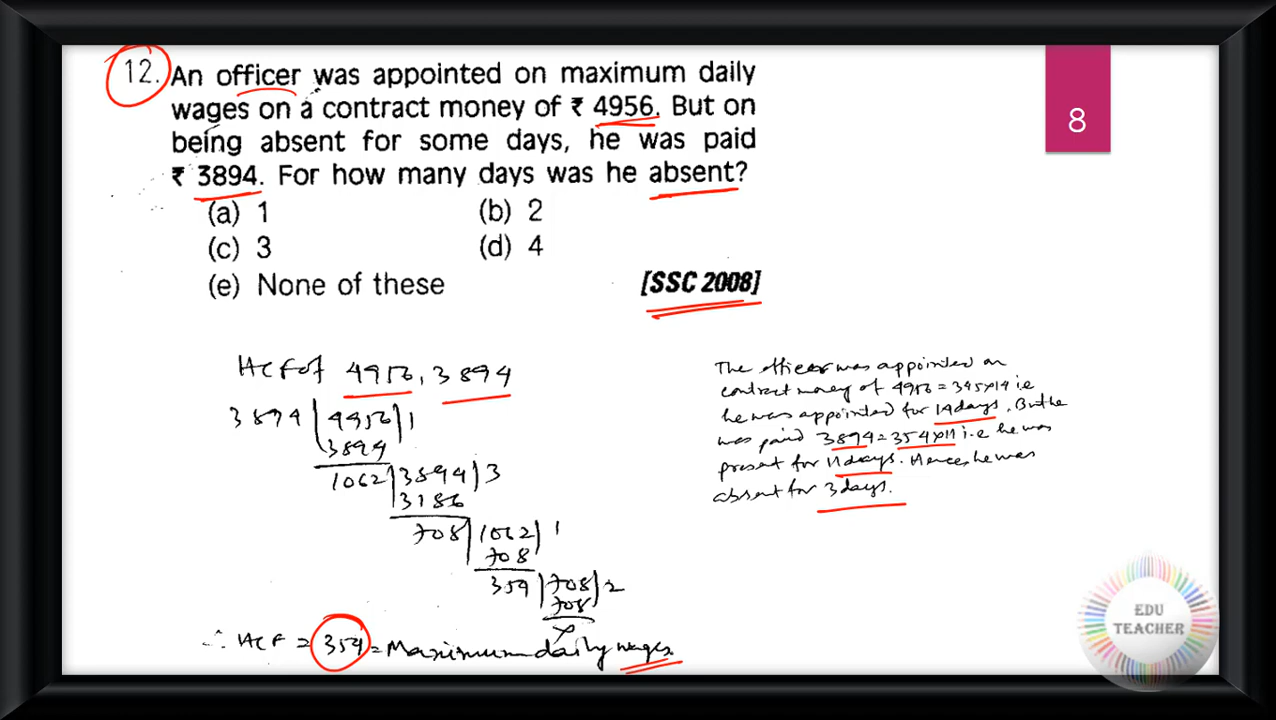 12. An officer was appointed on maximum daily
wages on a contract money of ₹ 4956. But on
being absent for some days, he was paid
₹ 3894. For how many days was he absent?
(a) 1 (b) 2
(c) 3 (d) 4
(e) None of these [SSC 2008]
8
HCF of 4956, 3894
3894 | 4956 | 1
3894
1062 | 3894 | 3
3186
708 | 1062 | 1
708
354 | 708 | 2
708
×
∴ HCF = 354 = Maximum daily wages.
The officer was appointed on
contract money of 4956 = 354×14 i.e
he was appointed for 14 days. But he
was paid 3894 = 354×11 i.e he was
present for 11 days. Hence, he was
absent for 3 days.
EDU
TEACHER